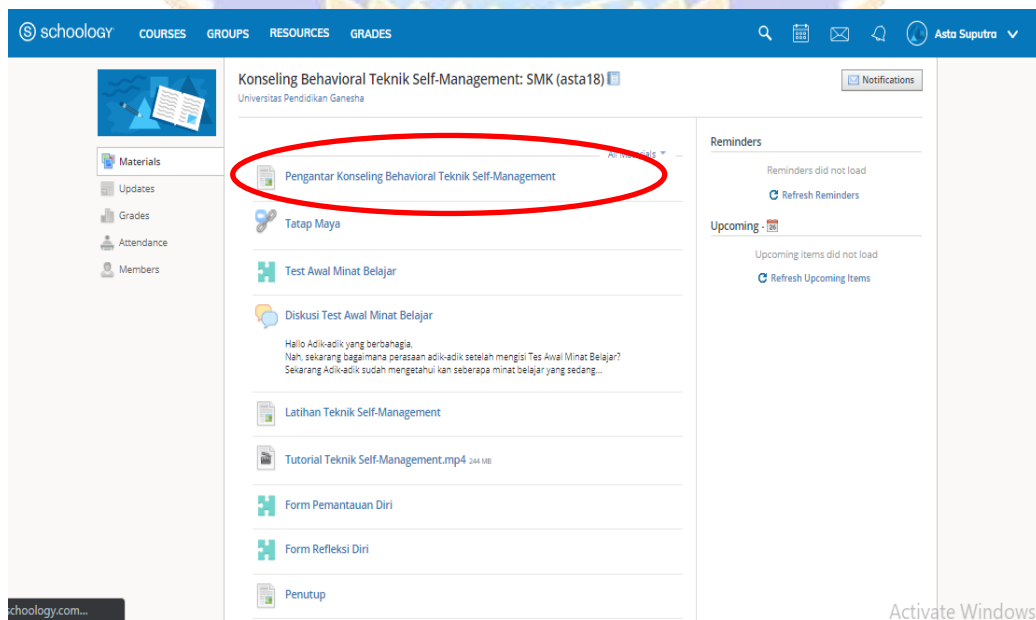 schoology COURSES GROUPS RESOURCES GRADES Asta Suputra
Konseling Behavioral Teknik Self-Management: SMK (asta18)
Universitas Pendidikan Ganesha
Notifications
Materials
Updates
Grades
Attendance
Members
All Materials
Pengantar Konseling Behavioral Teknik Self-Management
Tatap Maya
Test Awal Minat Belajar
Diskusi Test Awal Minat Belajar
Hallo Adik-adik yang berbahagia,
Nah, sekarang bagaimana perasaan adik-adik setelah mengisi Tes Awal Minat Belajar?
Sekarang Adik-adik sudah mengetahui kan seberapa minat belajar yang sedang...
Latihan Teknik Self-Management
Tutorial Teknik Self-Management.mp4 244 MB
Form Pemantauan Diri
Form Refleksi Diri
Penutup
Reminders
Reminders did not load
Refresh Reminders
Upcoming ·
Upcoming items did not load
Refresh Upcoming Items
schoology.com...
Activate Windows